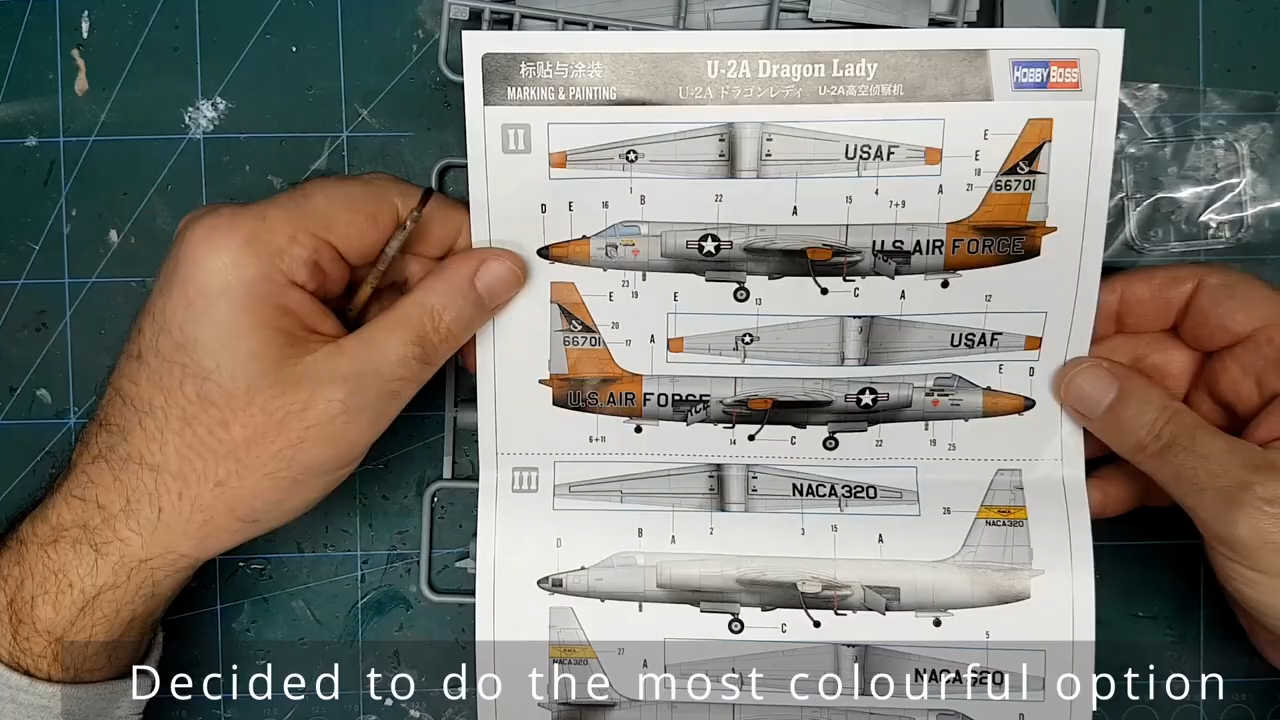 标贴与涂装
MARKING & PAINTING
U-2A Dragon Lady
U-2A ドラゴンレディ U-2A高空侦察机
HOBBY BOSS
II
USAF
E
E
18
21
66701
1
B
22
A
15
4
7+9
A
D
E
16
U.S.AIR FORCE
23
19
C
E
20
17
66701
A
E
13
A
12
USAF
E
D
U.S.AIR FORCE
6+11
14
C
22
19
25
III
NACA320
26
NACA
NACA320
B
A
2
3
15
A
D
C
5
27
NACA
NACA320
A
NACA320
D
Decided to do the most colourful option